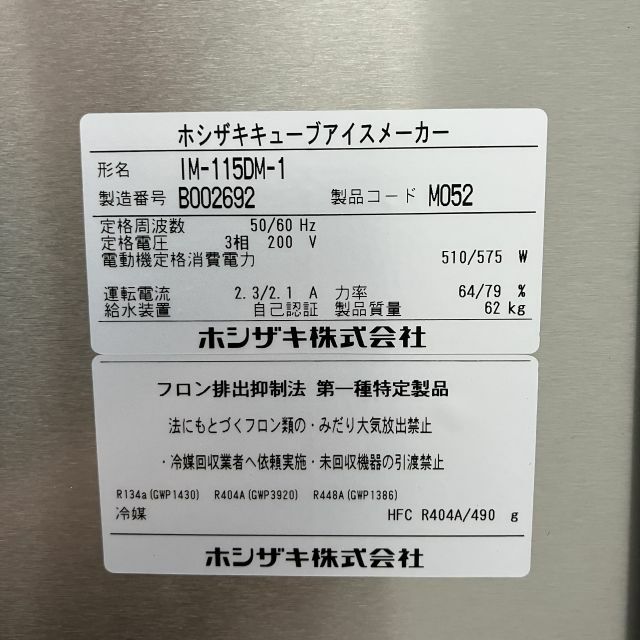 ホシザキキューブアイスメーカー
形名 IM-115DM-1
製造番号 B002692 製品コード M052
定格周波数 50/60 Hz
定格電圧 3相 200 V
電動機定格消費電力 510/575 W
運転電流 2.3/2.1 A 力率 64/79 %
給水装置 自己認証 製品質量 62 kg
ホシザキ株式会社
フロン排出抑制法 第一種特定製品
法にもとづくフロン類の・みだり大気放出禁止
・冷媒回収業者へ依頼実施・未回収機器の引渡禁止
R134a(GWP1430) R404A(GWP3920) R448A(GWP1386)
冷媒 HFC R404A/490 g
ホシザキ株式会社